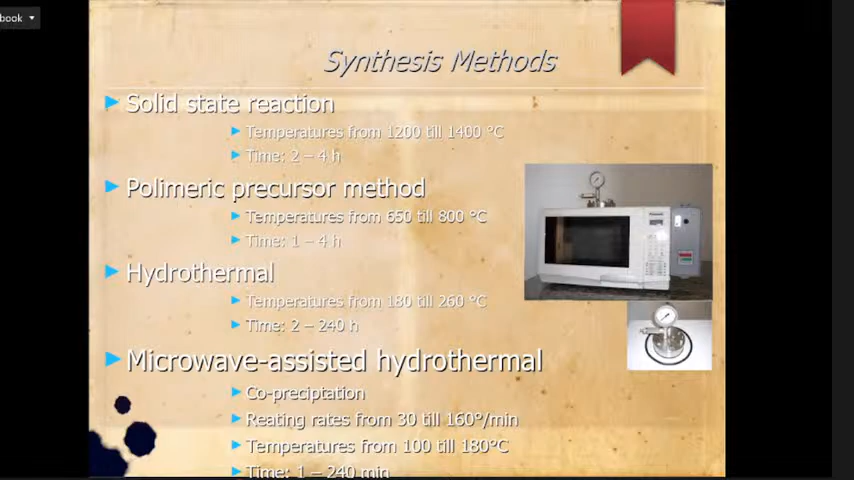 book
Synthesis Methods
Solid state reaction
Temperatures from 1200 till 1400 °C
Time: 2 – 4 h
Polimeric precursor method
Temperatures from 650 till 800 °C
Time: 1 – 4 h
Hydrothermal
Temperatures from 180 till 260 °C
Time: 2 – 240 h
Microwave-assisted hydrothermal
Co-preciptation
Reating rates from 30 till 160°/min
Temperatures from 100 till 180°C
Time: 1 – 240 min